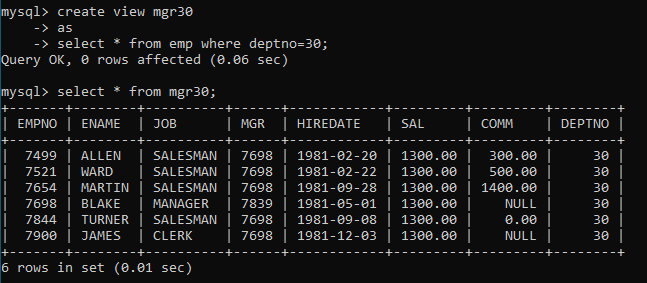 mysql> create view mgr30
    -> as
    -> select * from emp where deptno=30;
Query OK, 0 rows affected (0.06 sec)
mysql> select * from mgr30;
+-------+--------+----------+------+------------+---------+---------+--------+
| EMPNO | ENAME  | JOB      | MGR  | HIREDATE   | SAL     | COMM    | DEPTNO |
+-------+--------+----------+------+------------+---------+---------+--------+
|  7499 | ALLEN  | SALESMAN | 7698 | 1981-02-20 | 1300.00 |  300.00 |     30 |
|  7521 | WARD   | SALESMAN | 7698 | 1981-02-22 | 1300.00 |  500.00 |     30 |
|  7654 | MARTIN | SALESMAN | 7698 | 1981-09-28 | 1300.00 | 1400.00 |     30 |
|  7698 | BLAKE  | MANAGER  | 7839 | 1981-05-01 | 1300.00 |    NULL |     30 |
|  7844 | TURNER | SALESMAN | 7698 | 1981-09-08 | 1300.00 |    0.00 |     30 |
|  7900 | JAMES  | CLERK    | 7698 | 1981-12-03 | 1300.00 |    NULL |     30 |
+-------+--------+----------+------+------------+---------+---------+--------+
6 rows in set (0.01 sec)